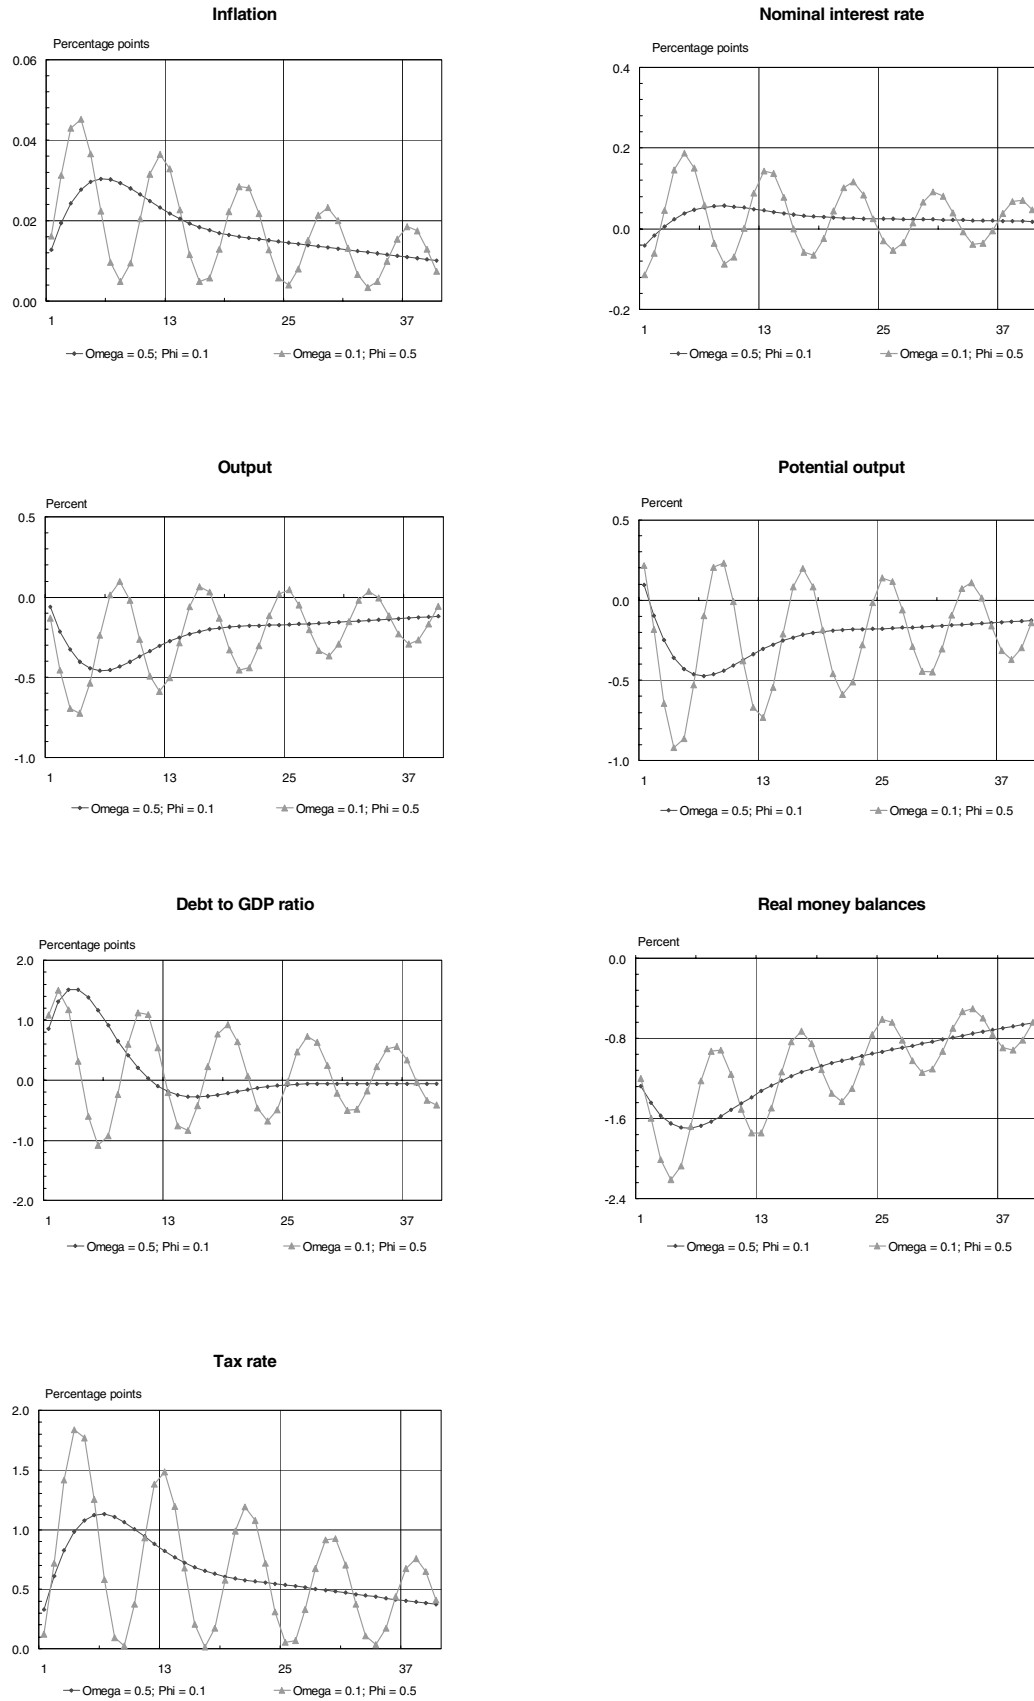 Inflation
Percentage points
0.06
0.04
0.02
0.00
1 13 25 37
Omega = 0.5; Phi = 0.1 Omega = 0.1; Phi = 0.5
Nominal interest rate
Percentage points
0.4
0.2
0.0
-0.2
1 13 25 37
Omega = 0.5; Phi = 0.1 Omega = 0.1; Phi = 0.5
Output
Percent
0.5
0.0
-0.5
-1.0
1 13 25 37
Omega = 0.5; Phi = 0.1 Omega = 0.1; Phi = 0.5
Potential output
Percent
0.5
0.0
-0.5
-1.0
1 13 25 37
Omega = 0.5; Phi = 0.1 Omega = 0.1; Phi = 0.5
Debt to GDP ratio
Percentage points
2.0
1.0
0.0
-1.0
-2.0
1 13 25 37
Omega = 0.5; Phi = 0.1 Omega = 0.1; Phi = 0.5
Real money balances
Percent
0.0
-0.8
-1.6
-2.4
1 13 25 37
Omega = 0.5; Phi = 0.1 Omega = 0.1; Phi = 0.5
Tax rate
Percentage points
2.0
1.5
1.0
0.5
0.0
1 13 25 37
Omega = 0.5; Phi = 0.1 Omega = 0.1; Phi = 0.5